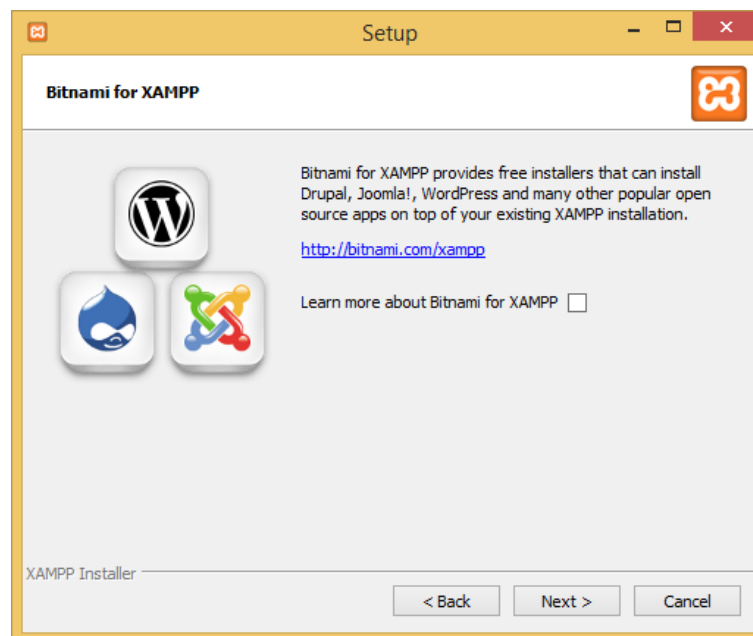 Setup
Bitnami for XAMPP
Bitnami for XAMPP provides free installers that can install
Drupal, Joomla!, WordPress and many other popular open
source apps on top of your existing XAMPP installation.
http://bitnami.com/xampp
Learn more about Bitnami for XAMPP
XAMPP Installer
< Back
Next >
Cancel